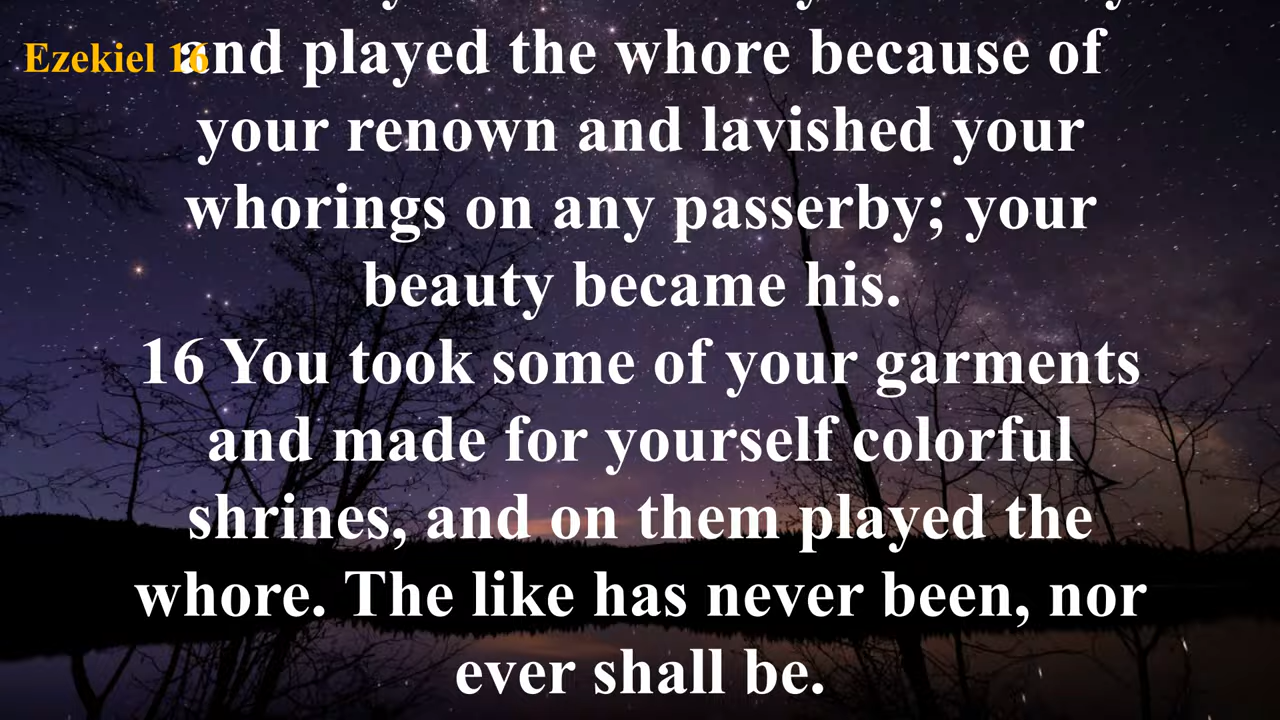 Ezekiel 16
and played the whore because of
your renown and lavished your
whorings on any passerby; your
beauty became his.
16 You took some of your garments
and made for yourself colorful
shrines, and on them played the
whore. The like has never been, nor
ever shall be.